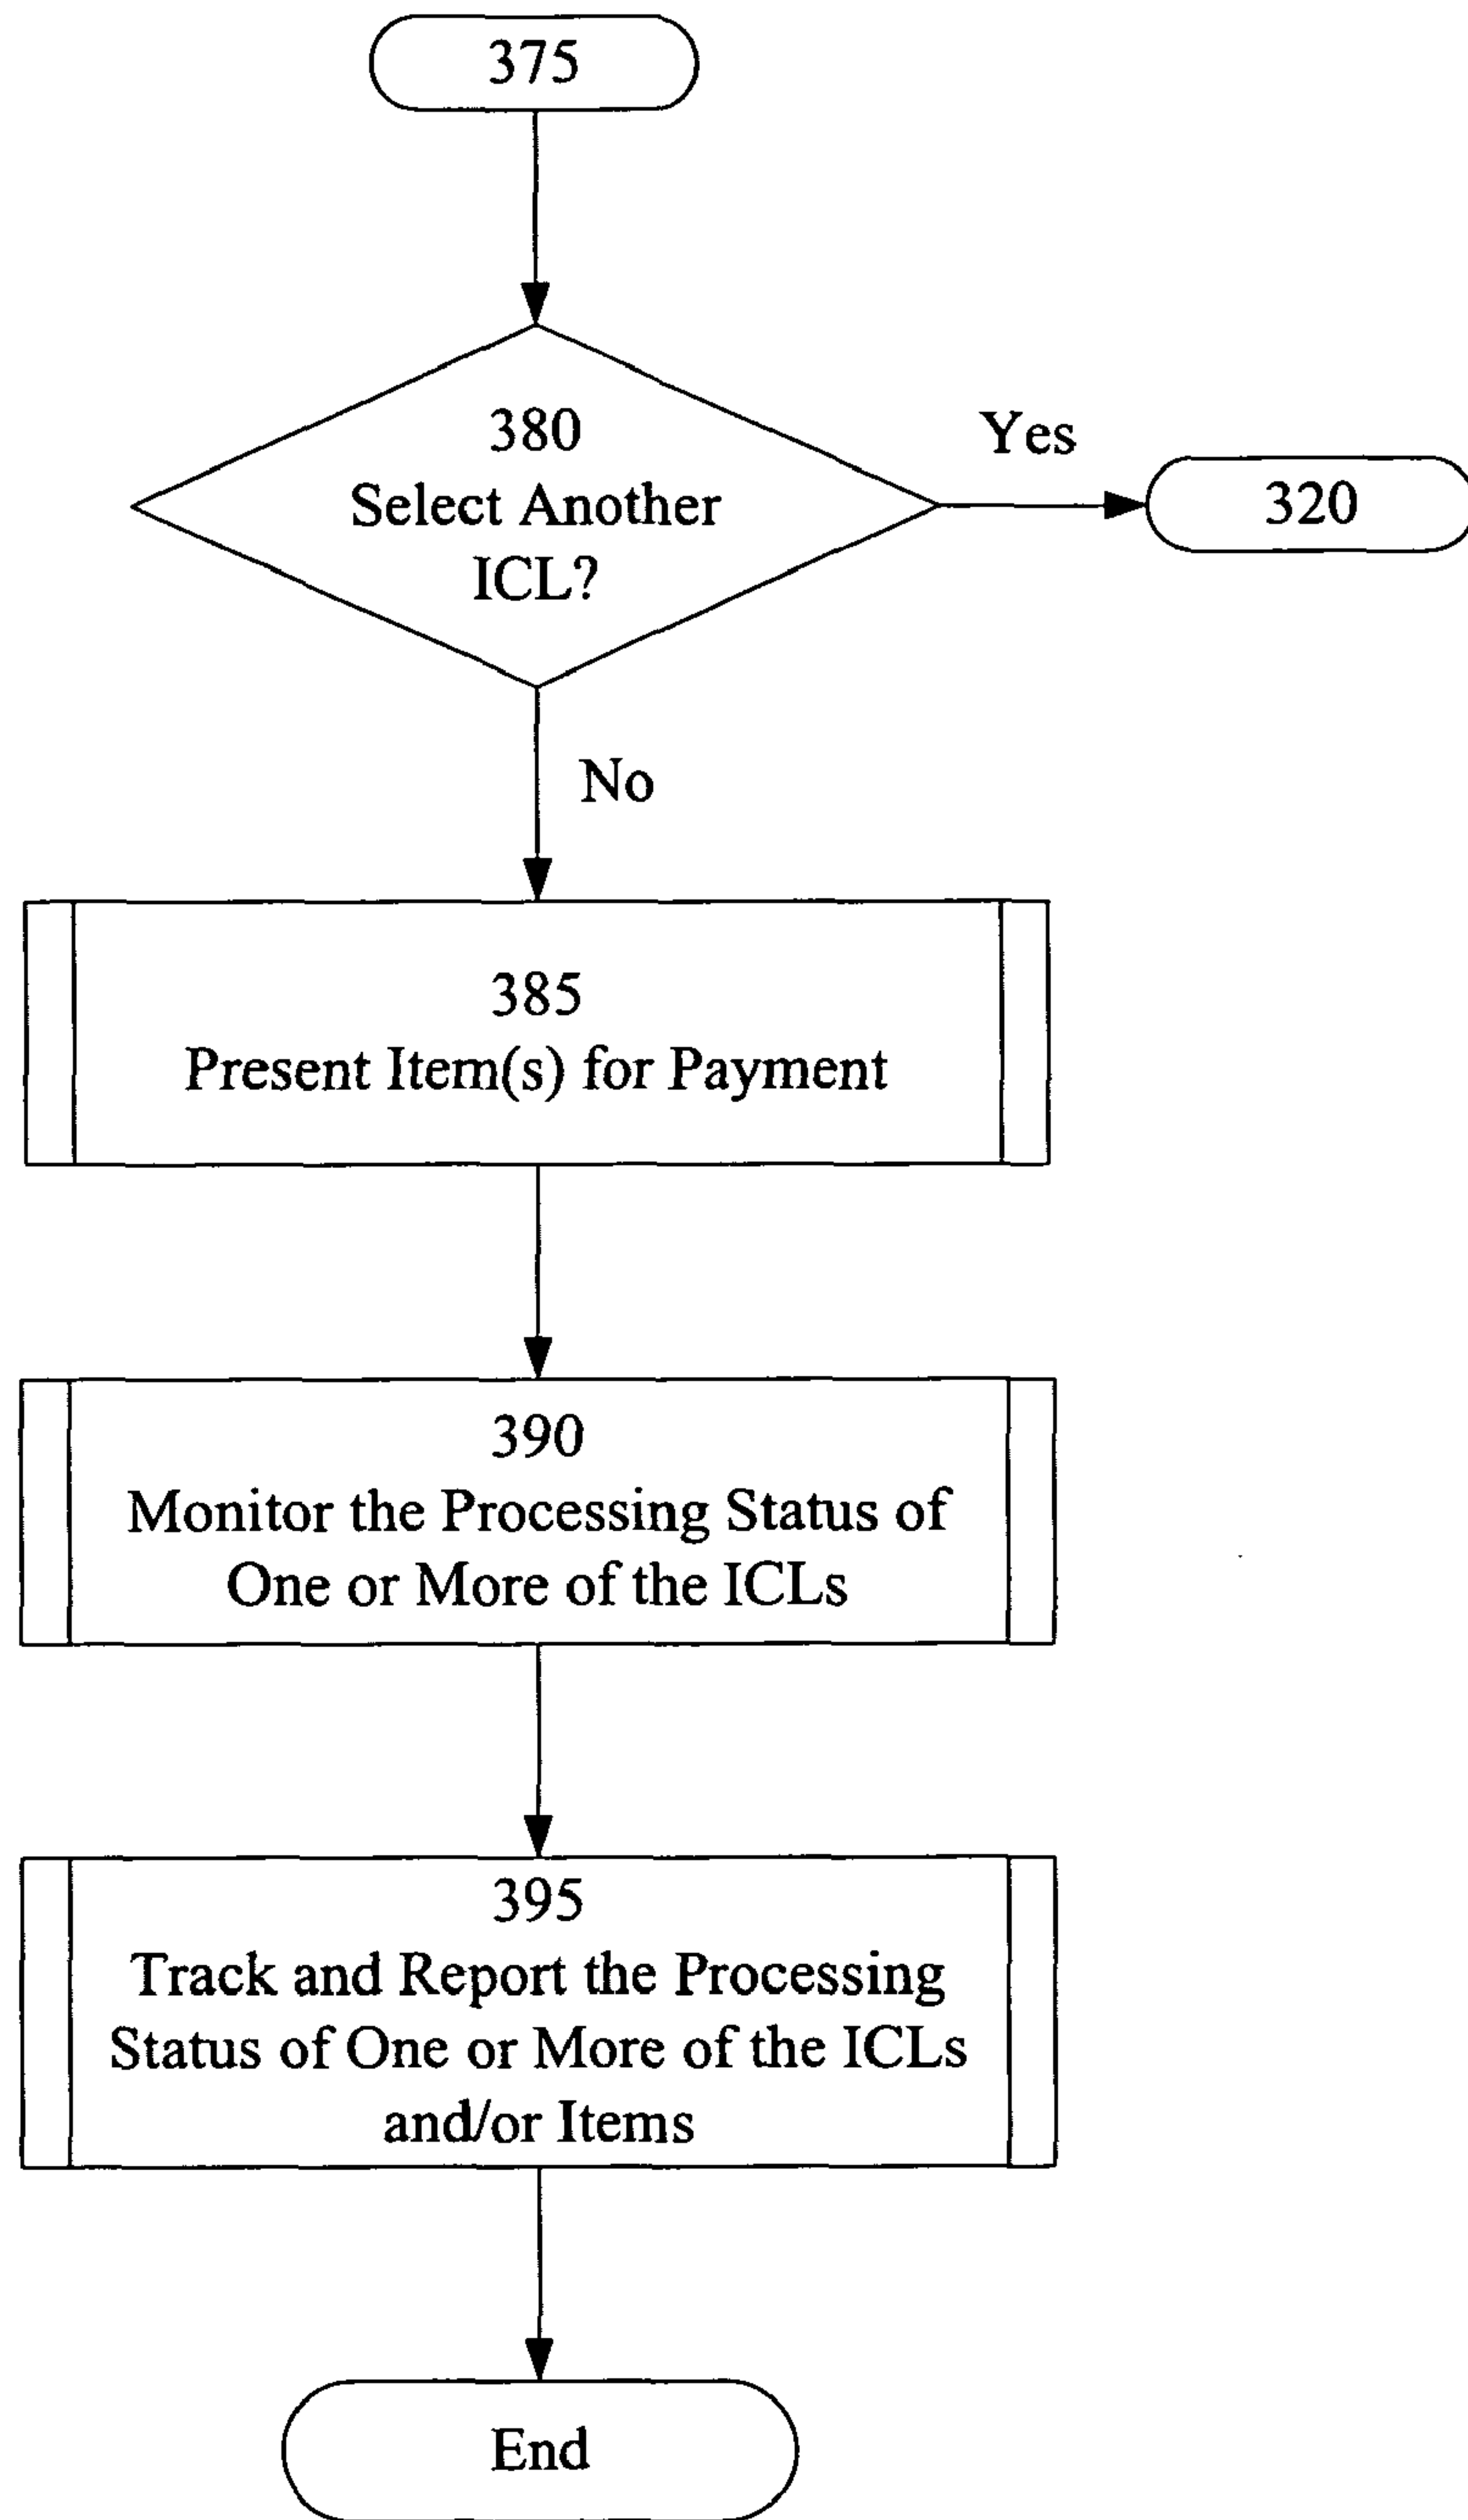 375
380
Select Another
ICL?
Yes
320
No
385
Present Item(s) for Payment
390
Monitor the Processing Status of
One or More of the ICLs
395
Track and Report the Processing
Status of One or More of the ICLs
and/or Items
End